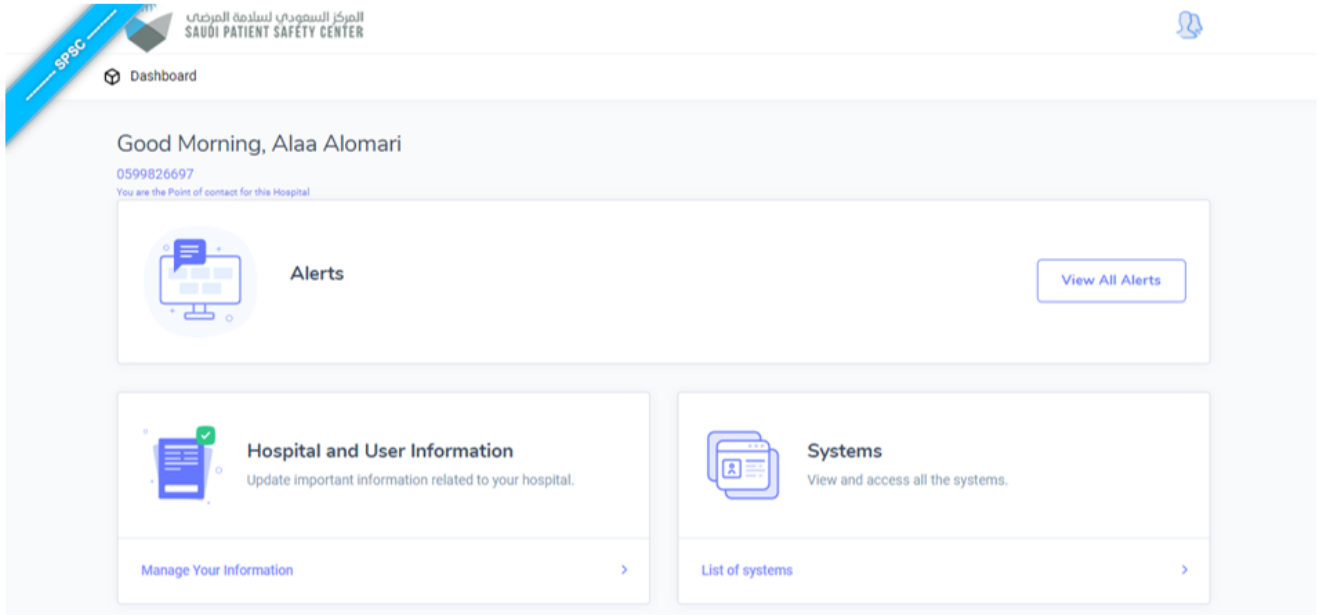 المركز السعودي لسلامة المرضى
SAUDI PATIENT SAFETY CENTER
SPSC
Dashboard
Good Morning, Alaa Alomari
0599826697
You are the Point of contact for this Hospital
Alerts
View All Alerts
Hospital and User Information
Update important information related to your hospital.
Manage Your Information
Systems
View and access all the systems.
List of systems